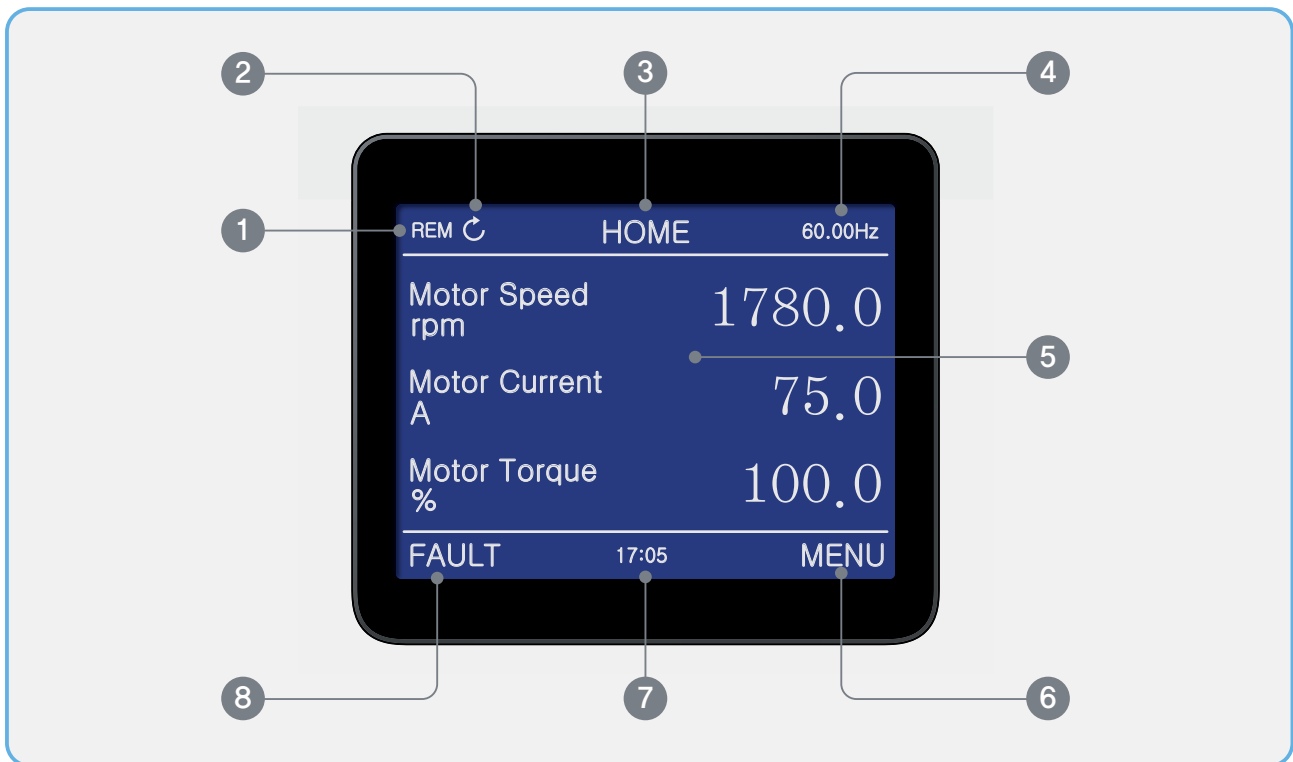 2
3
4
1
REM
HOME
60.00Hz
Motor Speed
rpm
1780.0
5
Motor Current
A
75.0
Motor Torque
%
100.0
FAULT
17:05
MENU
8
7
6